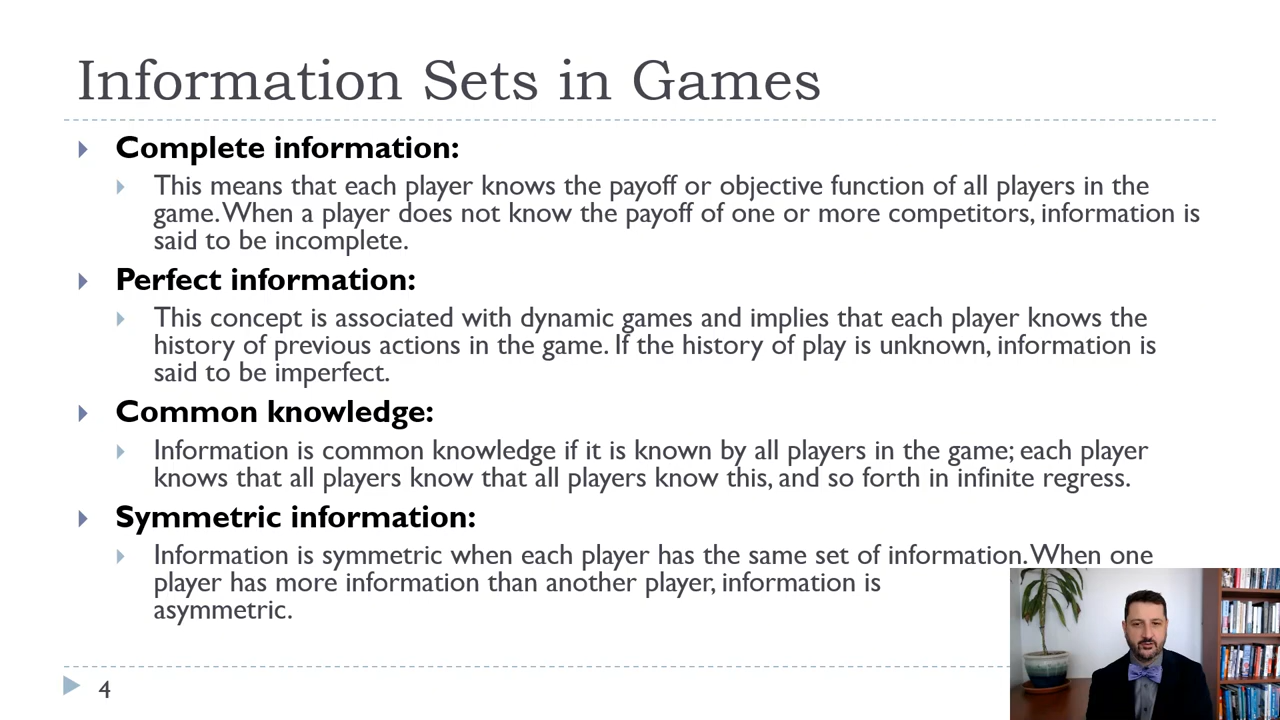 Information Sets in Games
Complete information:
This means that each player knows the payoff or objective function of all players in the
game. When a player does not know the payoff of one or more competitors, information is
said to be incomplete.
Perfect information:
This concept is associated with dynamic games and implies that each player knows the
history of previous actions in the game. If the history of play is unknown, information is
said to be imperfect.
Common knowledge:
Information is common knowledge if it is known by all players in the game; each player
knows that all players know that all players know this, and so forth in infinite regress.
Symmetric information:
Information is symmetric when each player has the same set of information. When one
player has more information than another player, information is
asymmetric.
4